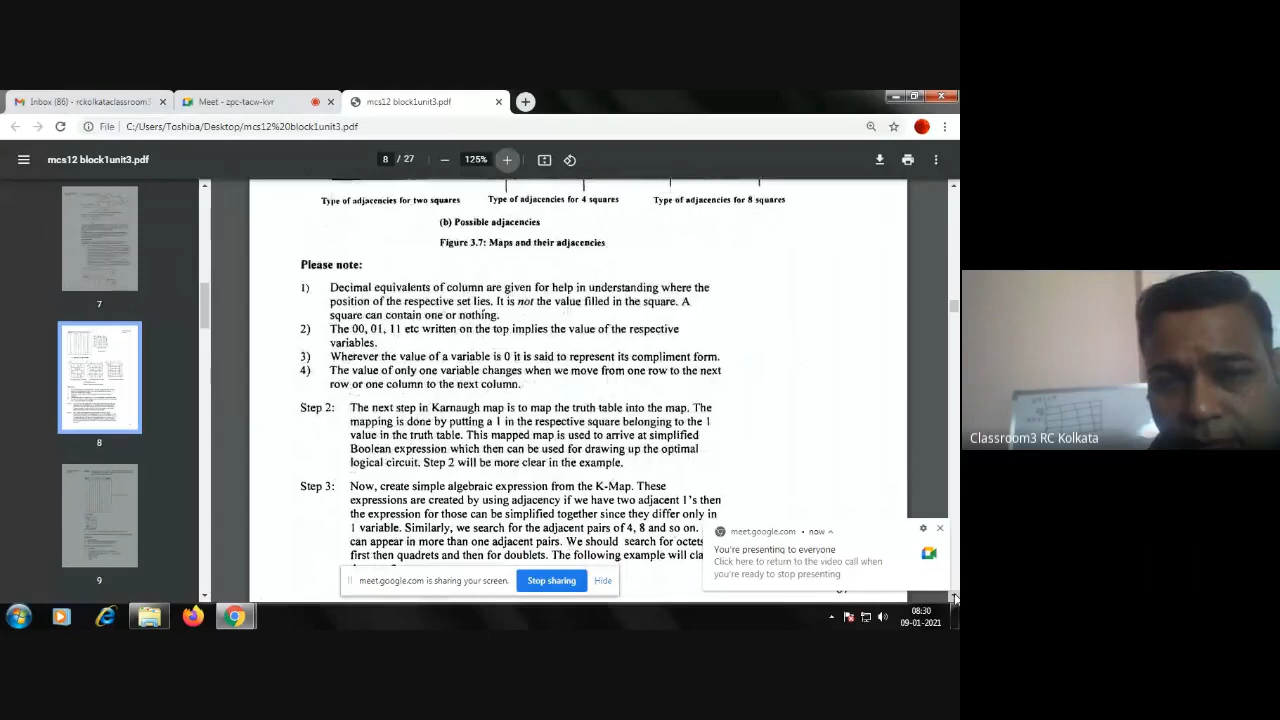 Inbox (86) - rckolkataclassroom3
Meet - zpc-tacw-kvr
mcs12 block1unit3.pdf
File
C:/Users/Toshiba/Desktop/mcs12%20block1unit3.pdf
mcs12 block1unit3.pdf
8 / 27
125%
Type of adjacencies for two squares
Type of adjacencies for 4 squares
Type of adjacencies for 8 squares
(b) Possible adjacencies
Figure 3.7: Maps and their adjacencies
Please note:
1) Decimal equivalents of column are given for help in understanding where the
position of the respective set lies. It is not the value filled in the square. A
square can contain one or nothing.
2) The 00, 01, 11 etc written on the top implies the value of the respective
variables.
3) Wherever the value of a variable is 0 it is said to represent its compliment form.
4) The value of only one variable changes when we move from one row to the next
row or one column to the next column.
Step 2: The next step in Karnaugh map is to map the truth table into the map. The
mapping is done by putting a 1 in the respective square belonging to the 1
value in the truth table. This mapped map is used to arrive at simplified
Boolean expression which then can be used for drawing up the optimal
logical circuit. Step 2 will be more clear in the example.
Step 3: Now, create simple algebraic expression from the K-Map. These
expressions are created by using adjacency if we have two adjacent 1's then
the expression for those can be simplified together since they differ only in
1 variable. Similarly, we search for the adjacent pairs of 4, 8 and so on.
can appear in more than one adjacent pairs. We should search for octets
first then quadrets and then for doublets. The following example will cla
7
8
9
meet.google.com • now
You're presenting to everyone
Click here to return to the video call when
you're ready to stop presenting
meet.google.com is sharing your screen.
Stop sharing
Hide
08:30
09-01-2021
Classroom3 RC Kolkata